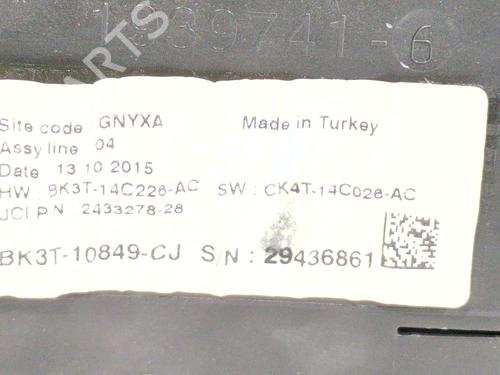 PARTS
Site code : GNYXA
Made in Turkey
Assy line 04
Date 13 10 2015
HW BK3T-14C226-AC SW : CK4T-14C026-AC
JCI P N : 2433278-28
BK3T-10849-CJ S/N : 29436861